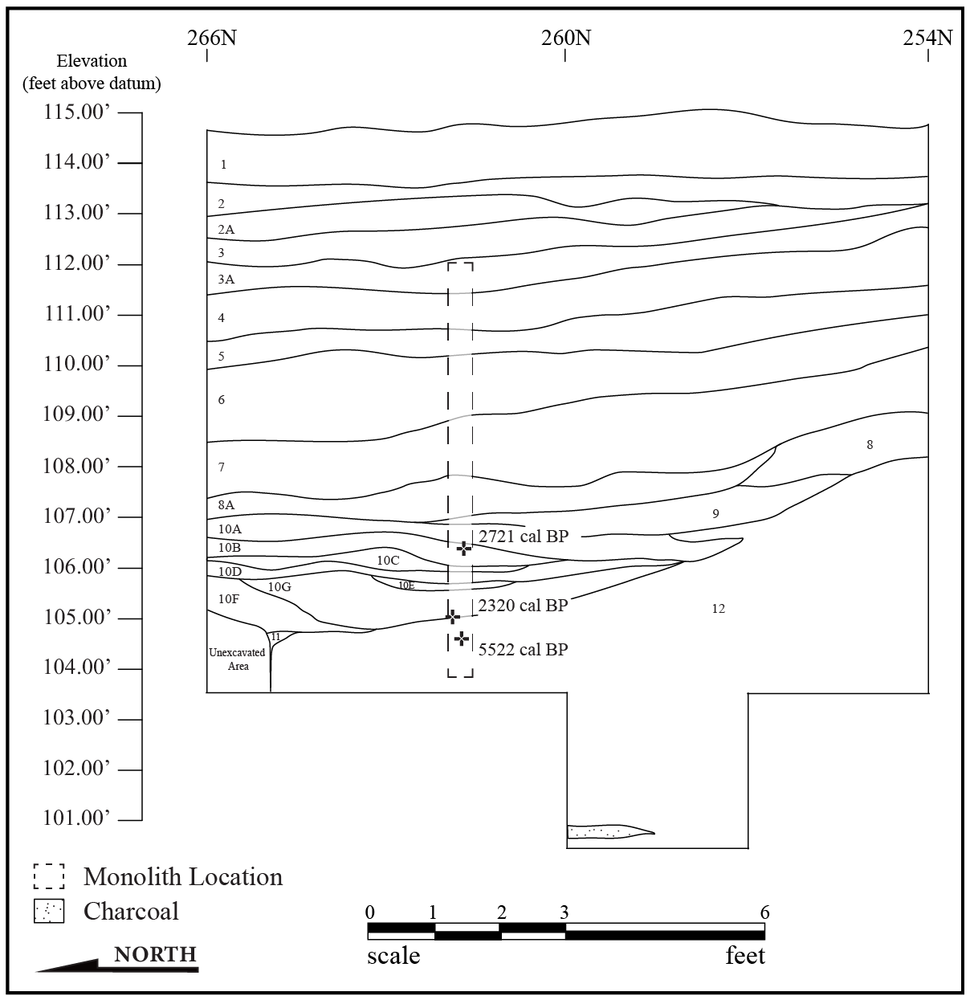 266N 260N 254N
Elevation
(feet above datum)
115.00’
114.00’
113.00’
112.00’
111.00’
110.00’
109.00’
108.00’
107.00’
106.00’
105.00’
104.00’
103.00’
102.00’
101.00’
1
2
2A
3
3A
4
5
6
7
8
8A
9
10A
10B
10C
10D
10E
10F
10G
11
12
2721 cal BP
2320 cal BP
5522 cal BP
Unexcavated
Area
Monolith Location
Charcoal
NORTH
0 1 2 3 6
scale feet